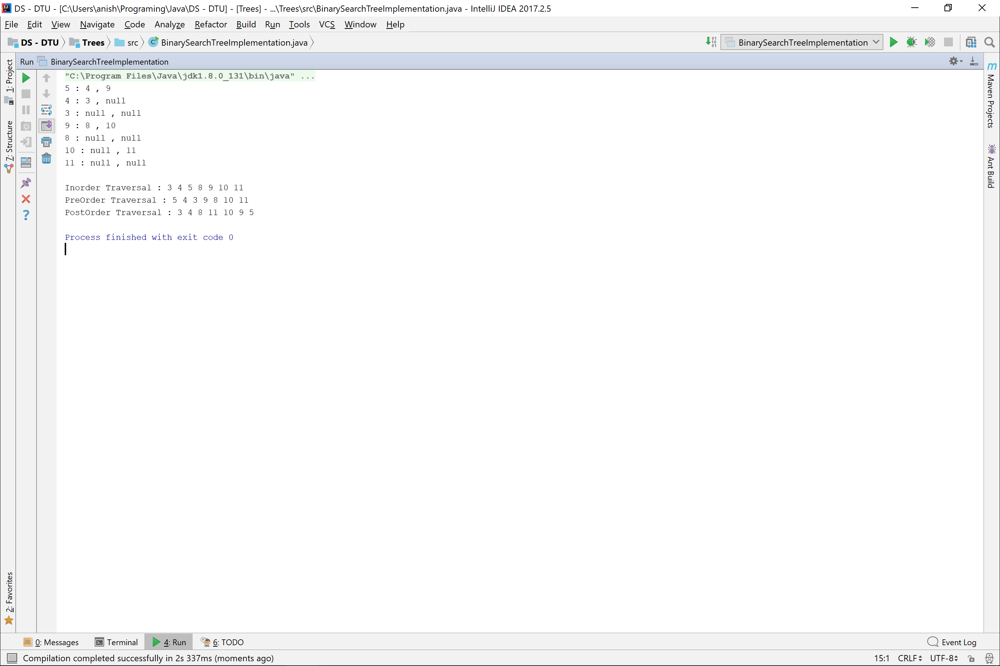 DS - DTU - [C:\Users\anish\Programing\Java\DS - DTU] - [Trees] - ...\Trees\src\BinarySearchTreeImplementation.java - IntelliJ IDEA 2017.2.5
File Edit View Navigate Code Analyze Refactor Build Run Tools VCS Window Help
DS - DTU Trees src BinarySearchTreeImplementation.java BinarySearchTreeImplementation
Run BinarySearchTreeImplementation
1: Project
7: Structure
2: Favorites
"C:\Program Files\Java\jdk1.8.0_131\bin\java" ...
5 : 4 , 9
4 : 3 , null
3 : null , null
9 : 8 , 10
8 : null , null
10 : null , 11
11 : null , null
Inorder Traversal : 3 4 5 8 9 10 11
PreOrder Traversal : 5 4 3 9 8 10 11
PostOrder Traversal : 3 4 8 11 10 9 5
Process finished with exit code 0
Maven Projects
Ant Build
0: Messages Terminal 4: Run 6: TODO Event Log
Compilation completed successfully in 2s 337ms (moments ago) 15:1 CRLF UTF-8